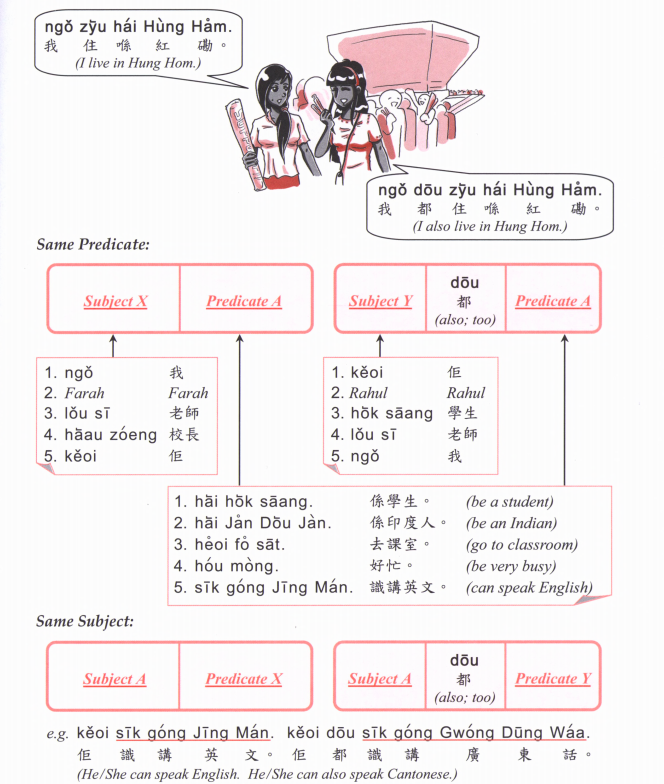 ngǒ zȳu hái Hùng Hảm.
我 住 喺 紅 磡。
(I live in Hung Hom.)
ngǒ dōu zȳu hái Hùng Hảm.
我 都 住 喺 紅 磡。
(I also live in Hung Hom.)
Same Predicate:
Subject X Predicate A Subject Y dōu 都 (also; too) Predicate A
1. ngǒ 我
2. Farah Farah
3. lǒu sī 老師
4. hāau zóeng 校長
5. kěoi 佢
1. kěoi 佢
2. Rahul Rahul
3. hōk sāang 學生
4. lǒu sī 老師
5. ngǒ 我
1. hāi hōk sāang. 係學生。 (be a student)
2. hāi Jản Dōu Jàn. 係印度人。 (be an Indian)
3. hẻoi fỏ sāt. 去課室。 (go to classroom)
4. hóu mòng. 好忙。 (be very busy)
5. sīk góng Jīng Mán. 識講英文。 (can speak English)
Same Subject:
Subject A Predicate X Subject A dōu 都 (also; too) Predicate Y
e.g. kěoi sīk góng Jīng Mán. kěoi dōu sīk góng Gwóng Dūng Wáa.
佢 識 講 英 文。佢 都 識 講 廣 東 話。
(He/She can speak English. He/She can also speak Cantonese.)